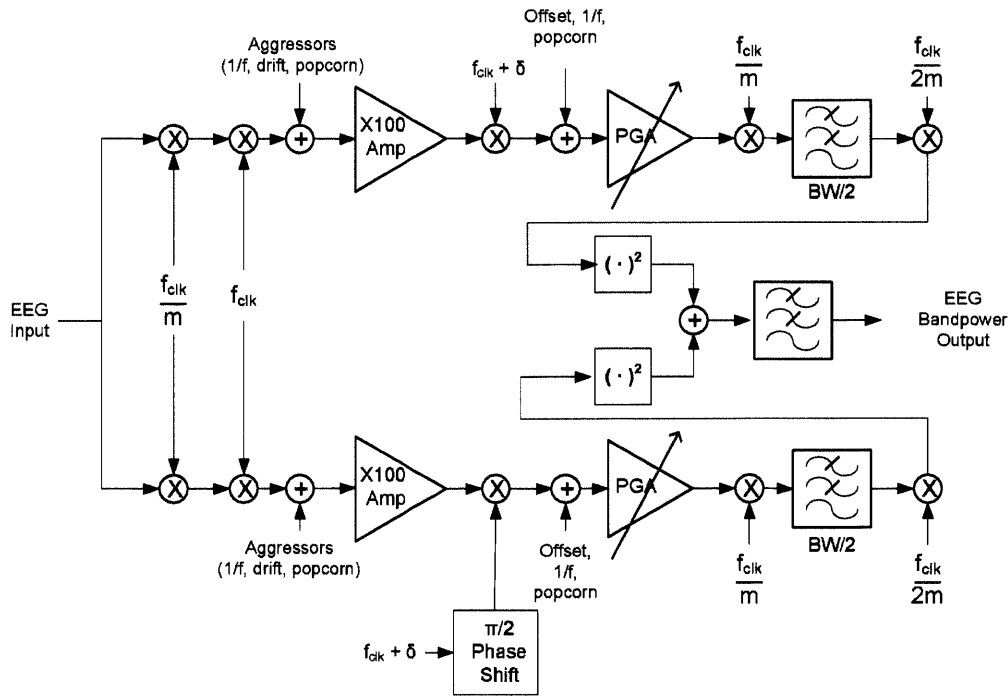 Aggressors
(1/f, drift, popcorn)
Offset, 1/f,
popcorn
f_clk + δ
f_clk
m
f_clk
2m
X100
Amp
PGA
BW/2
( · )²
EEG
Input
f_clk
m
f_clk
EEG
Bandpower
Output
( · )²
X100
Amp
PGA
BW/2
Aggressors
(1/f, drift, popcorn)
Offset,
1/f,
popcorn
f_clk
m
f_clk
2m
f_clk + δ
π/2
Phase
Shift